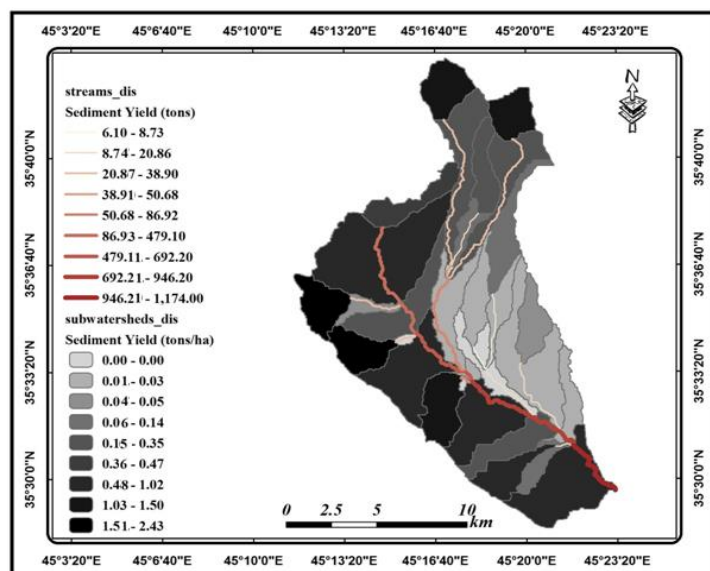 45°3'20"E 45°6'40"E 45°10'0"E 45°13'20"E 45°16'40"E 45°20'0"E 45°23'20"E
streams_dis
Sediment Yield (tons)
6.10 - 8.73
8.74 - 20.86
20.87 - 38.90
38.91 - 50.68
50.68 - 86.92
86.93 - 479.10
479.11 - 692.20
692.21 - 946.20
946.21 - 1,174.00
subwatersheds_dis
Sediment Yield (tons/ha)
0.00 - 0.00
0.01 - 0.03
0.04 - 0.05
0.06 - 0.14
0.15 - 0.35
0.36 - 0.47
0.48 - 1.02
1.03 - 1.50
1.51 - 2.43
N
35°40'0"N
35°36'40"N
35°33'20"N
35°30'0"N
35°40'0"N
35°36'40"N
35°33'20"N
35°30'0"N
0 2.5 5 10
km
45°3'20"E 45°6'40"E 45°10'0"E 45°13'20"E 45°16'40"E 45°20'0"E 45°23'20"E